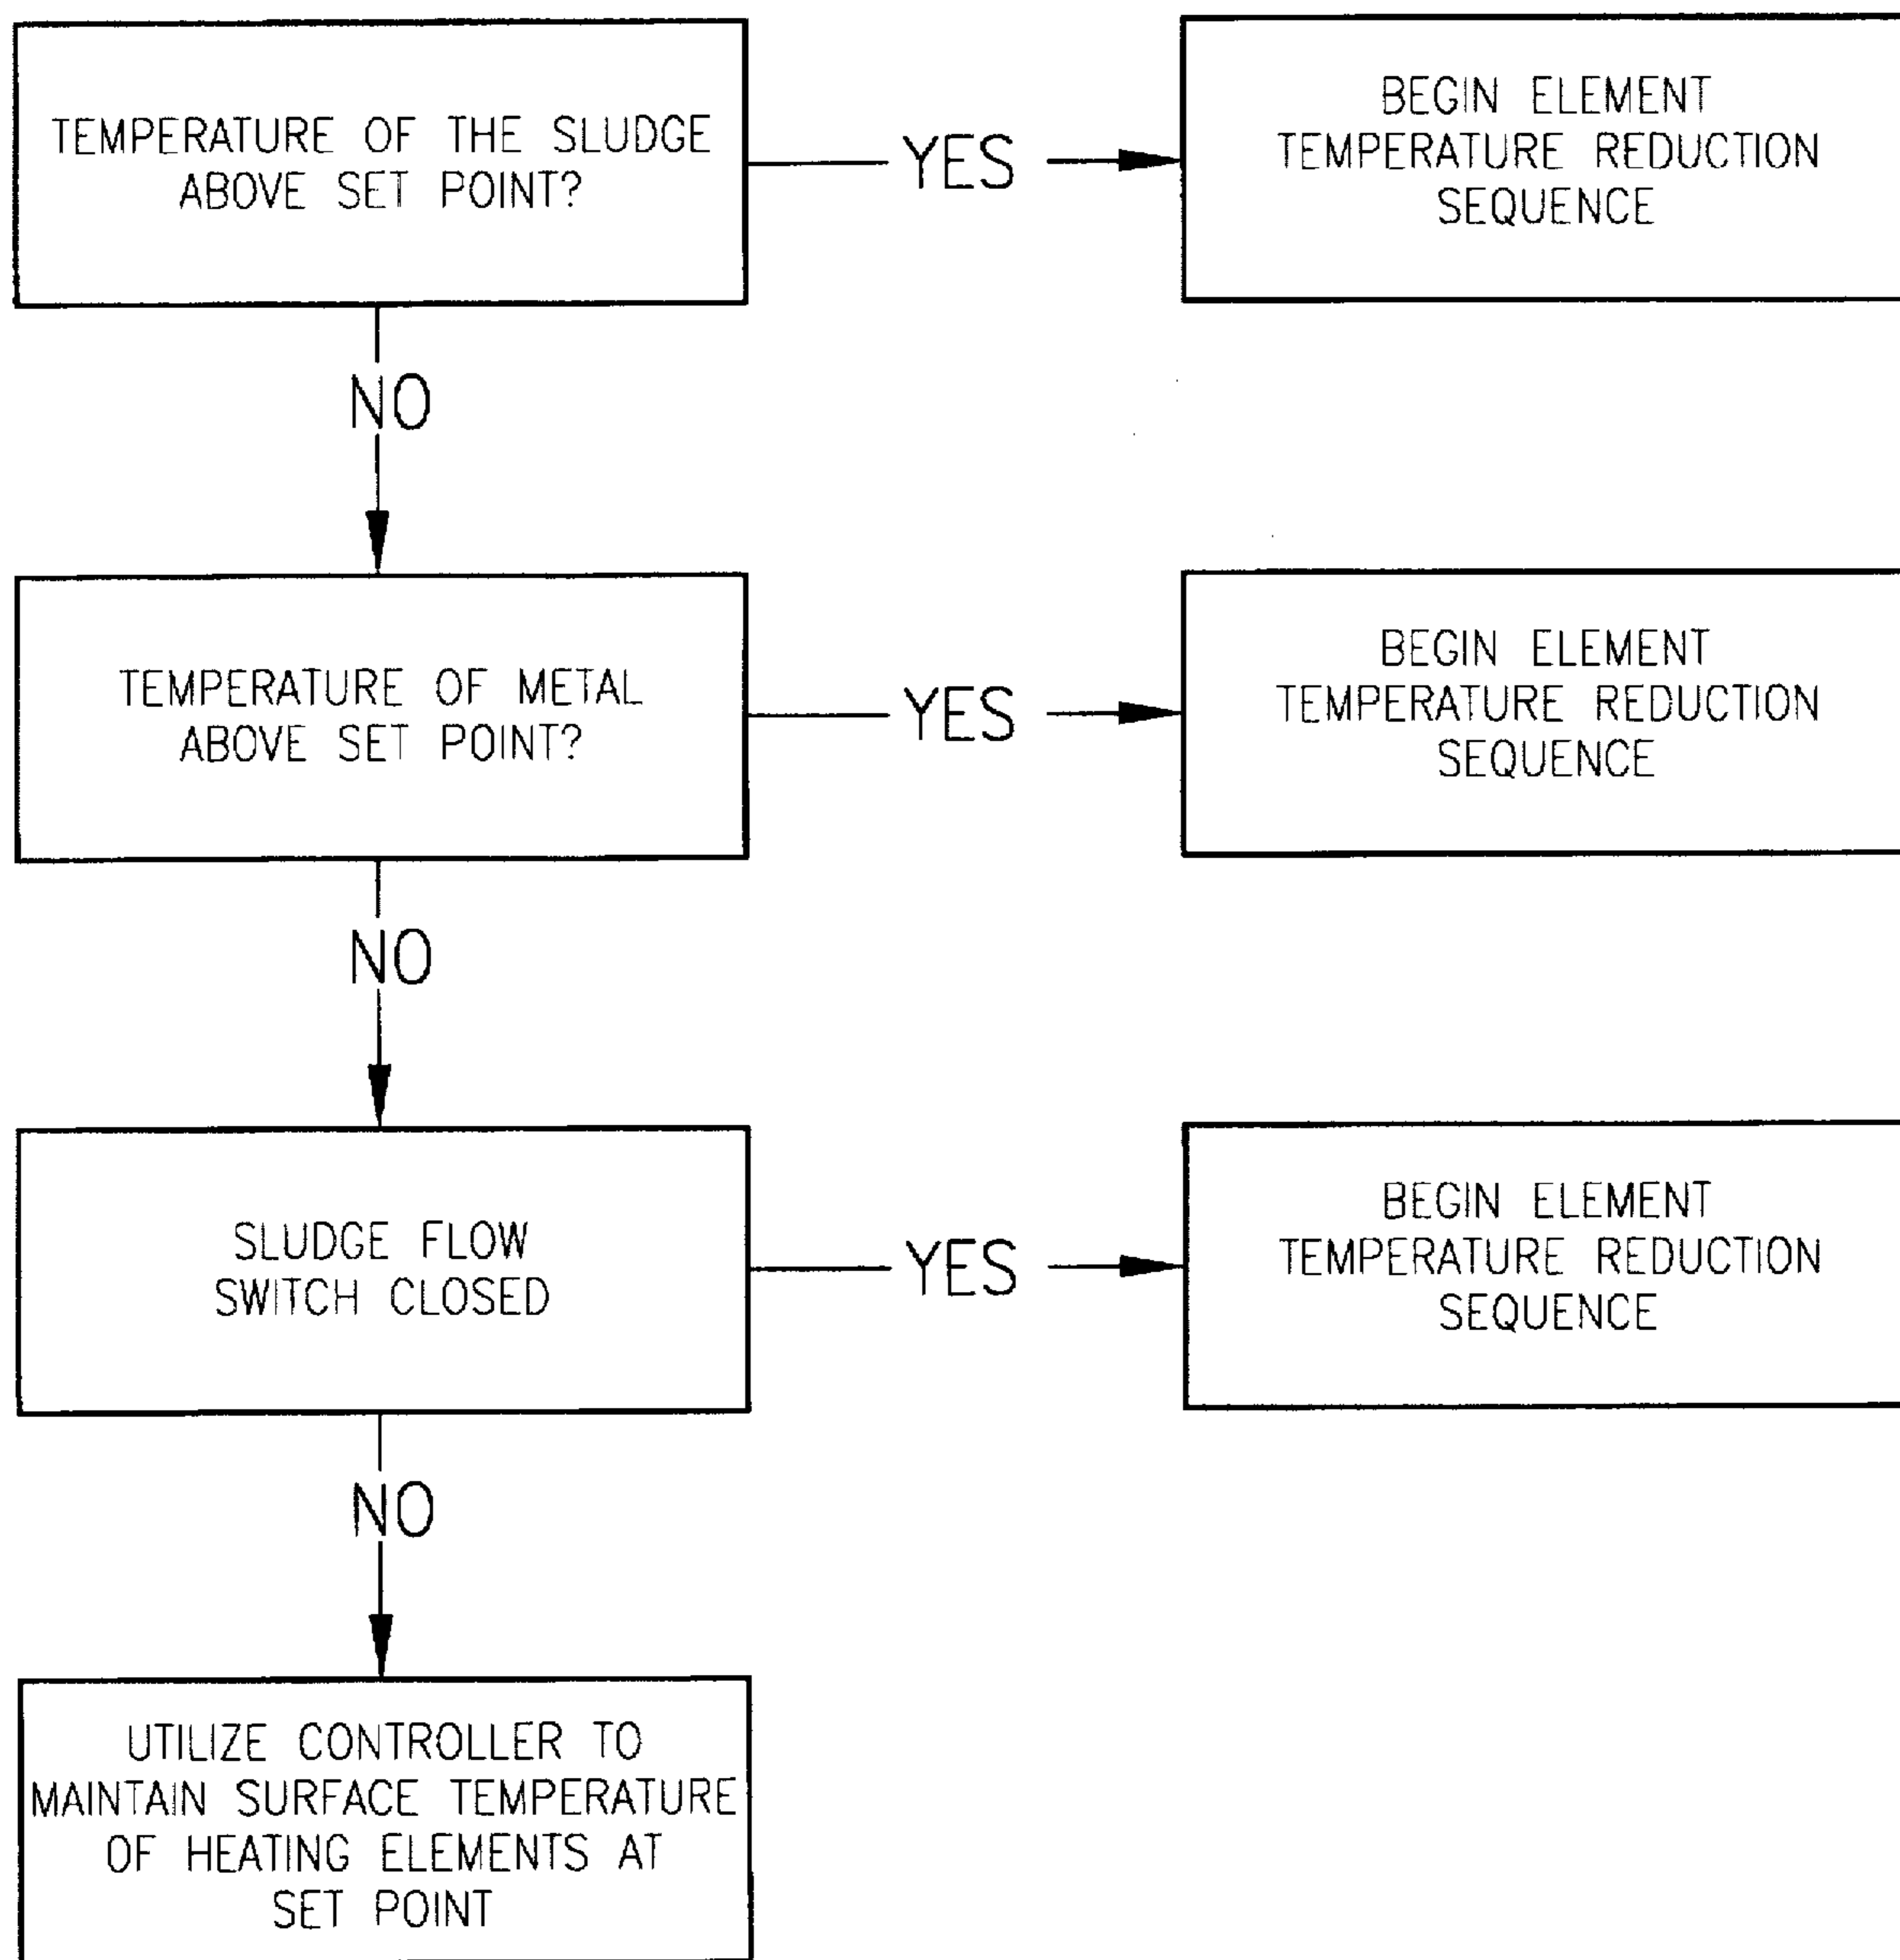 TEMPERATURE OF THE SLUDGE
ABOVE SET POINT?
YES
BEGIN ELEMENT
TEMPERATURE REDUCTION
SEQUENCE
NO
TEMPERATURE OF METAL
ABOVE SET POINT?
YES
BEGIN ELEMENT
TEMPERATURE REDUCTION
SEQUENCE
NO
SLUDGE FLOW
SWITCH CLOSED
YES
BEGIN ELEMENT
TEMPERATURE REDUCTION
SEQUENCE
NO
UTILIZE CONTROLLER TO
MAINTAIN SURFACE TEMPERATURE
OF HEATING ELEMENTS AT
SET POINT